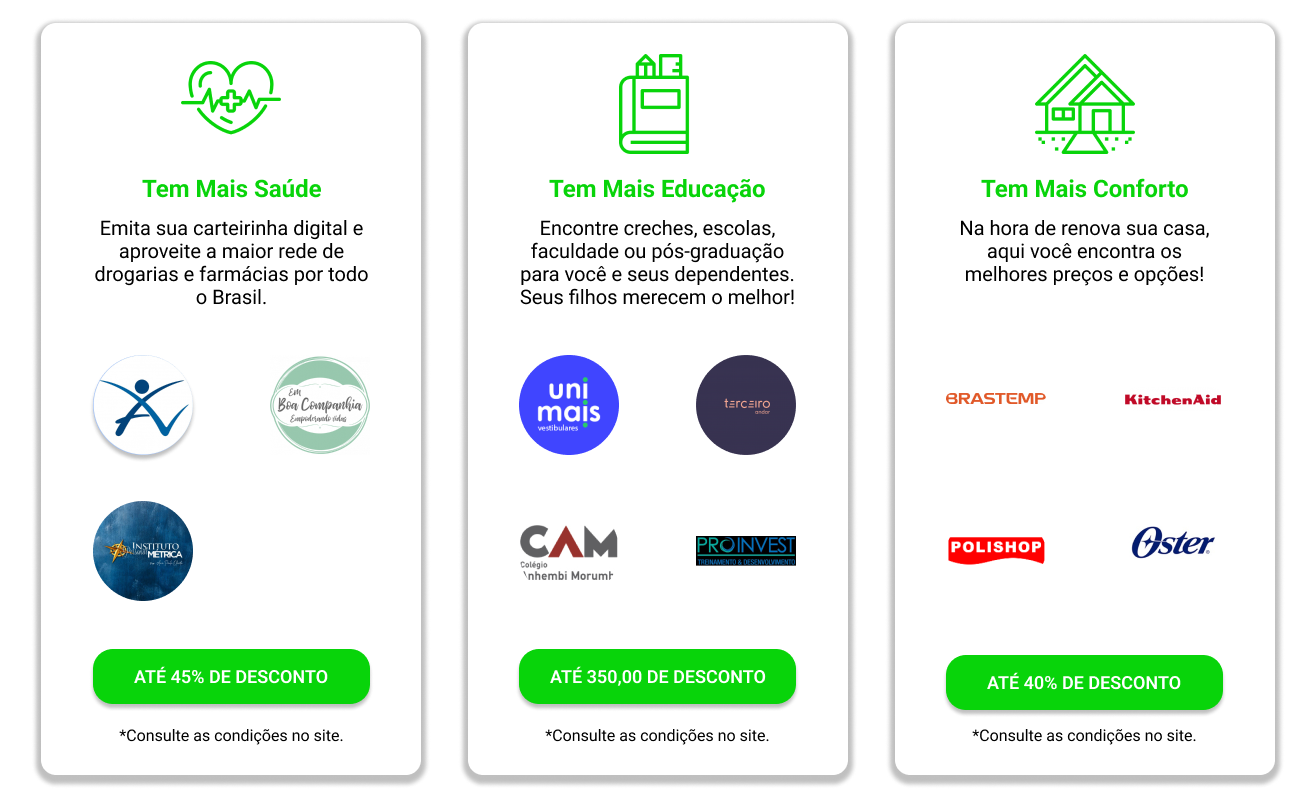 Tem Mais Saúde
Emita sua carteirinha digital e
aproveite a maior rede de
drogarias e farmácias por todo
o Brasil.
Em
Boa Companhia
Empoderando vidas
INSTITUTO
MÉTRICA
ATÉ 45% DE DESCONTO
*Consulte as condições no site.
Tem Mais Educação
Encontre creches, escolas,
faculdade ou pós-graduação
para você e seus dependentes.
Seus filhos merecem o melhor!
uni
mais
vestibulares
terceiro
andar
CAM
Colégio
nhembi Morum
PROINVEST
TREINAMENTO & DESENVOLVIMENTO
ATÉ 350,00 DE DESCONTO
*Consulte as condições no site.
Tem Mais Conforto
Na hora de renova sua casa,
aqui você encontra os
melhores preços e opções!
BRASTEMP
KitchenAid
POLISHOP
Oster
ATÉ 40% DE DESCONTO
*Consulte as condições no site.